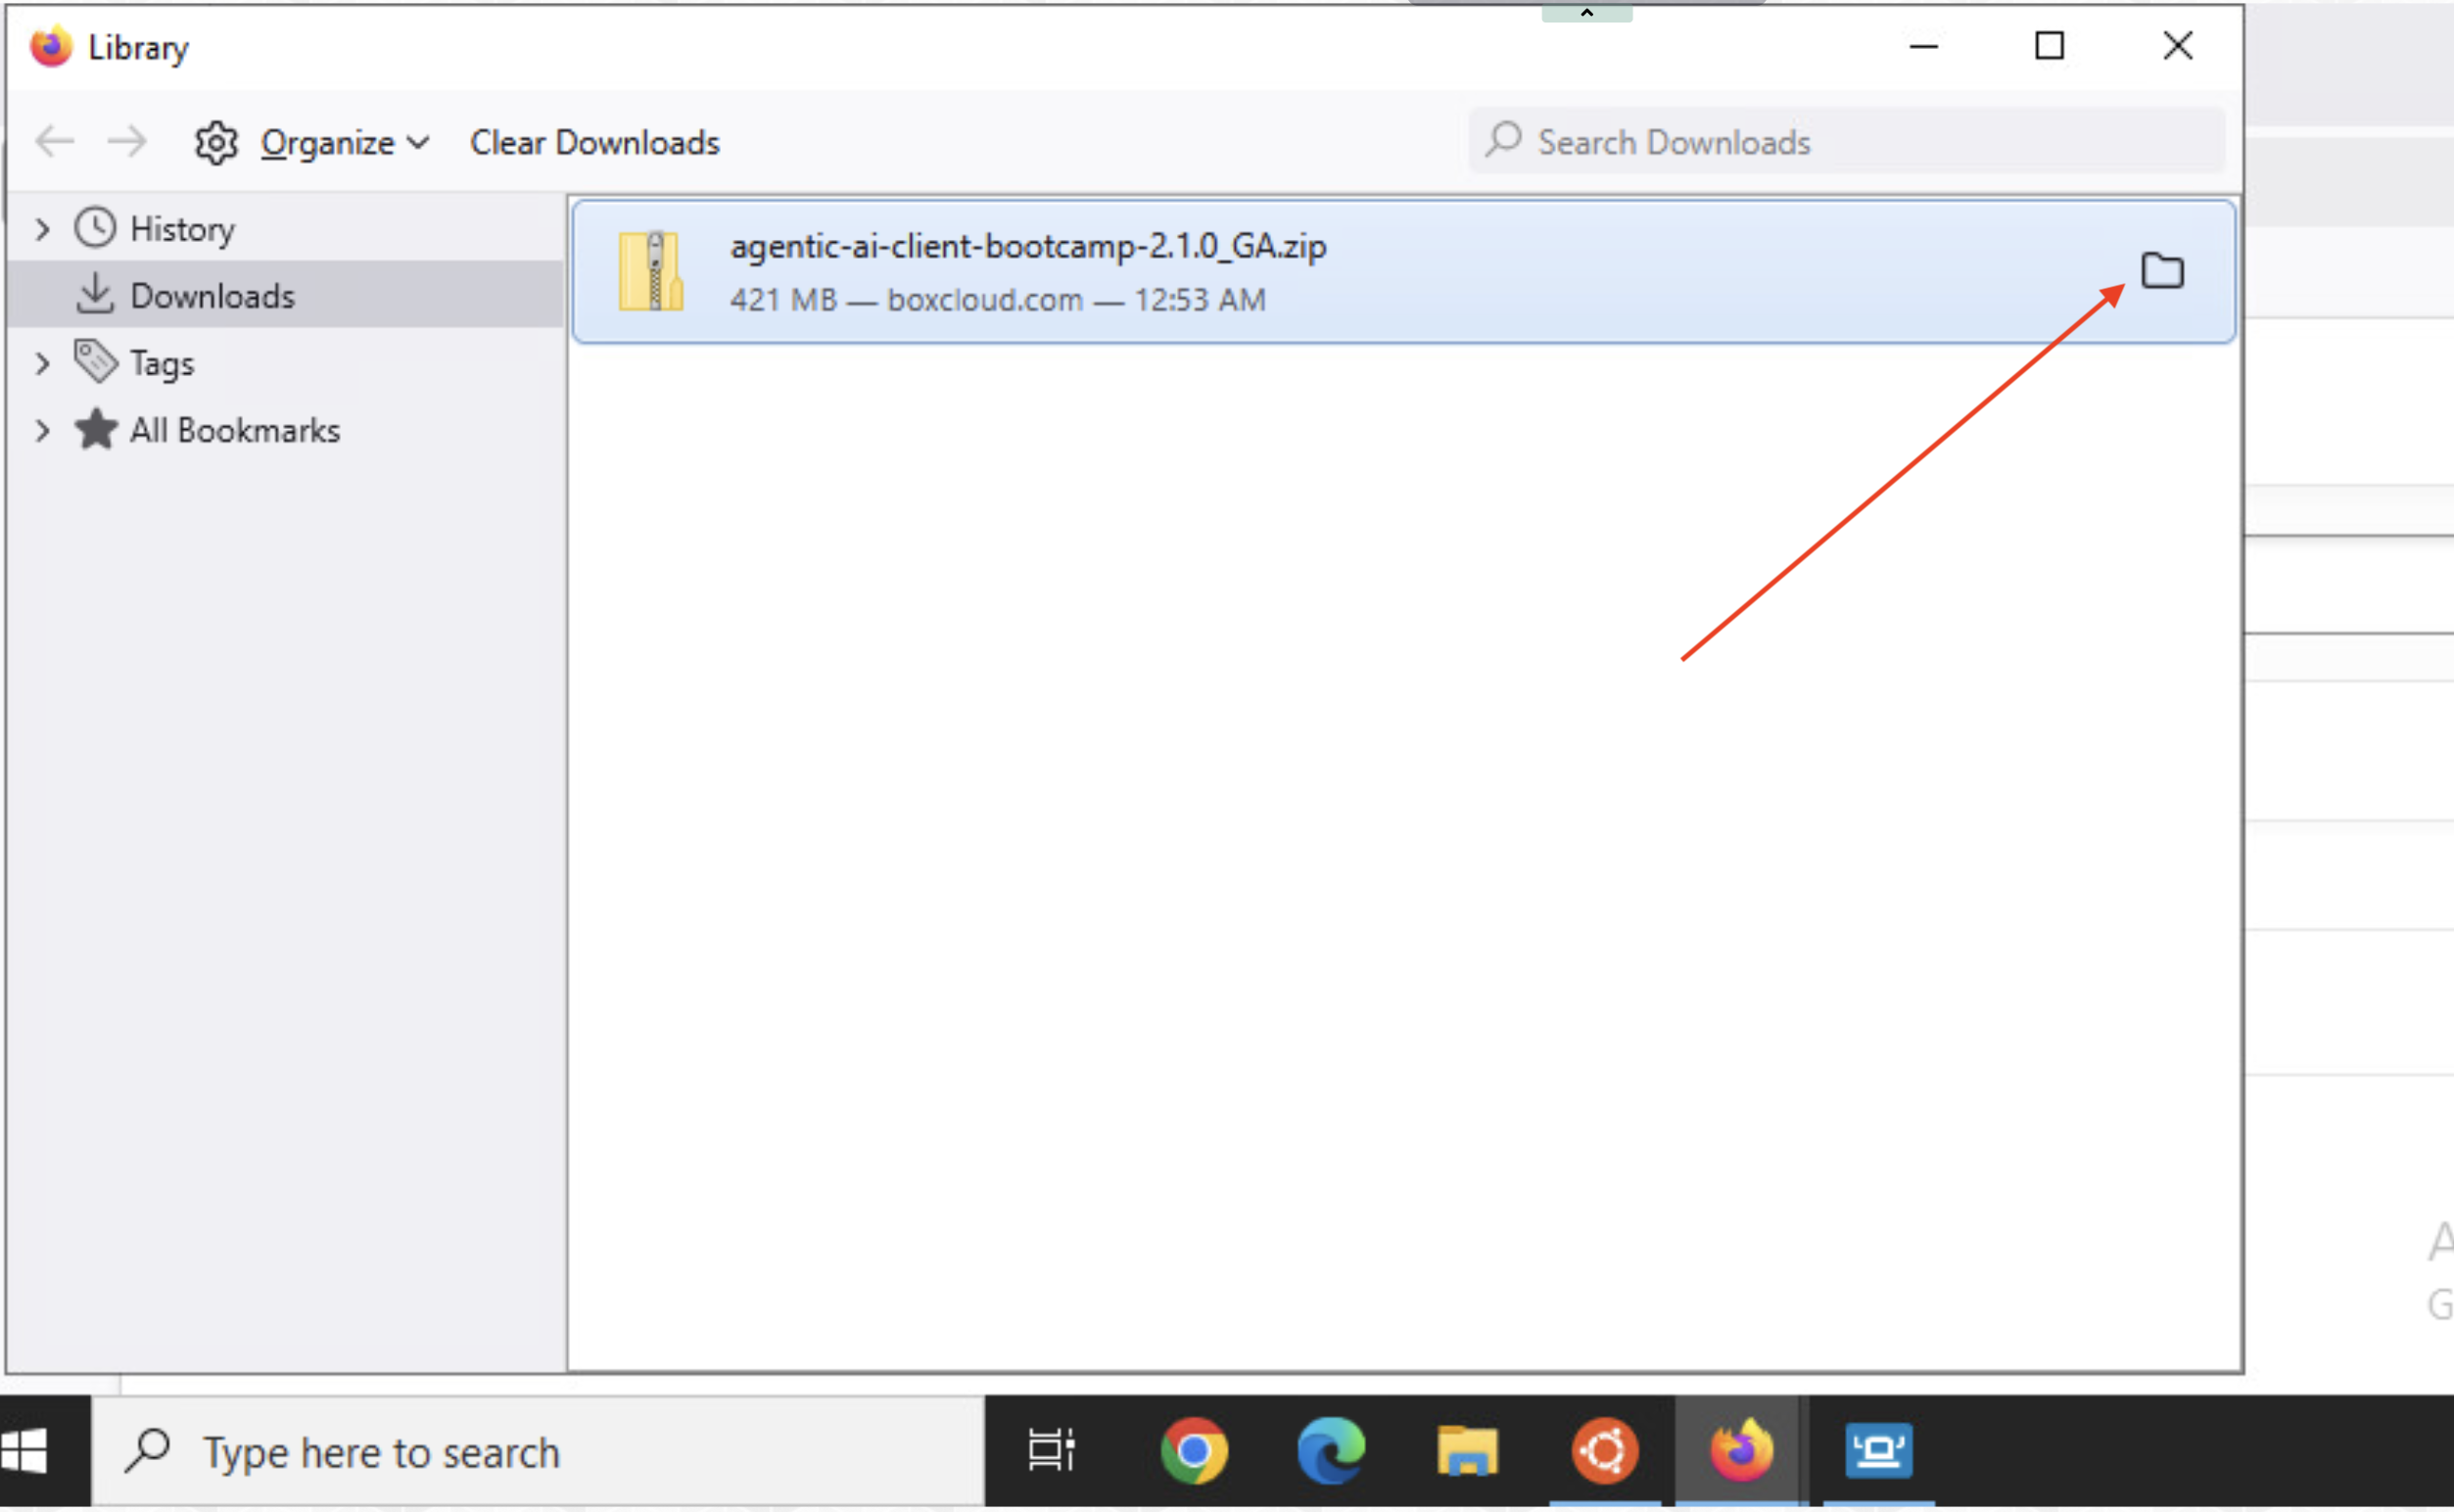 Library
Organize
Clear Downloads
Search Downloads
History
Downloads
Tags
All Bookmarks
agentic-ai-client-bootcamp-2.1.0_GA.zip
421 MB — boxcloud.com — 12:53 AM
A
G
Type here to search